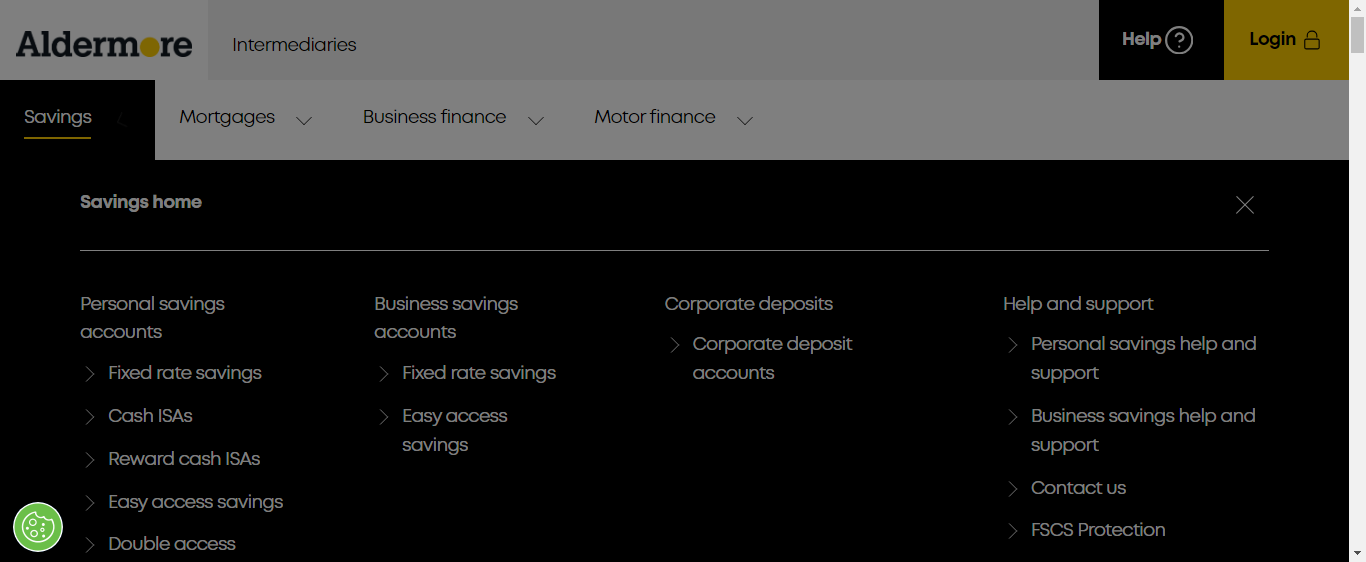 Aldermore
Intermediaries
Help
Login
Savings
Mortgages
Business finance
Motor finance
Savings home
Personal savings
accounts
Fixed rate savings
Cash ISAs
Reward cash ISAs
Easy access savings
Double access
Business savings
accounts
Fixed rate savings
Easy access
savings
Corporate deposits
Corporate deposit
accounts
Help and support
Personal savings help and
support
Business savings help and
support
Contact us
FSCS Protection